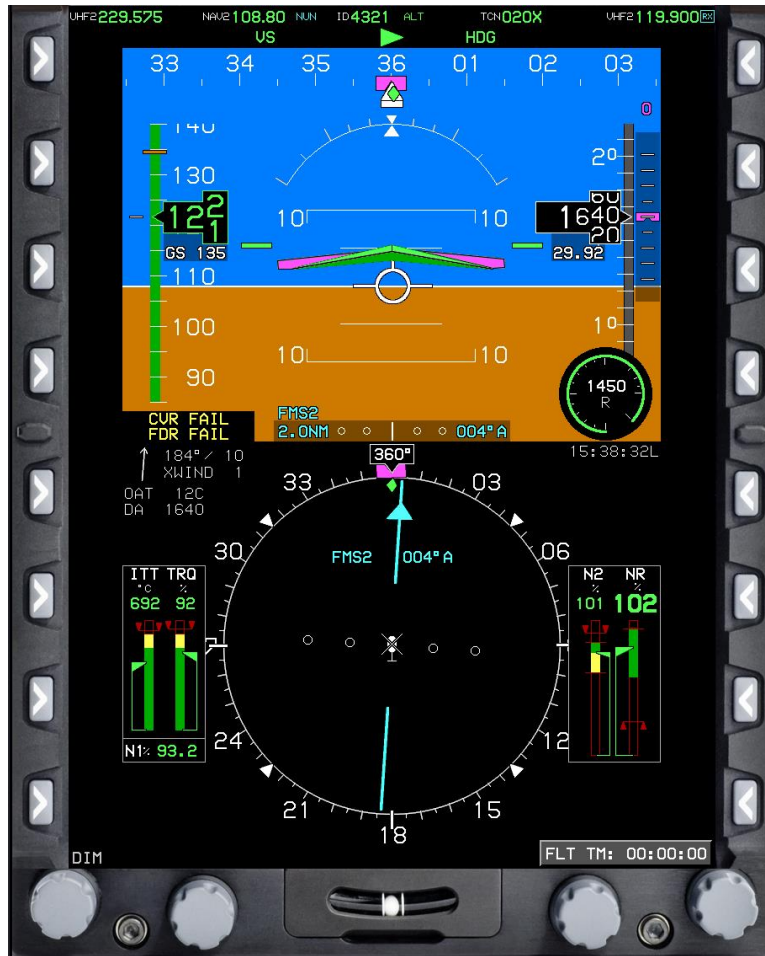 VHF2 229.575 NAV2 108.80 NUN ID 4321 ALT TCN 020X VHF2 119.900 RX
VS HDG
33 34 35 36 01 02 03
0
140
20
130
60
10 10
2
12
1
1640
20
GS 135
29.92
110
100
10
10 10
90
1450
R
CVR FAIL
FDR FAIL
FMS2
2.0NM 004° A
184°/ 10
XWIND 1
OAT 12C
DA 1640
15:38:32L
360°
33 03
30 06
FMS2 004° A
ITT TRQ
°C %
692 92
N2 NR
% %
101 102
N1% 93.2
24 12
21 15
18
DIM
FLT TM: 00:00:00